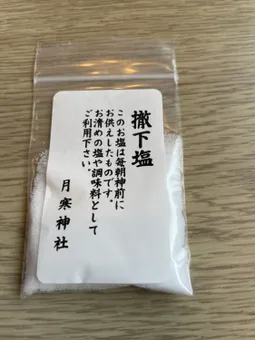 撤下塩
このお塩は毎朝神前に
お供えしたものです。
お清めの塩や調味料として
ご利用下さい。
月寒神社